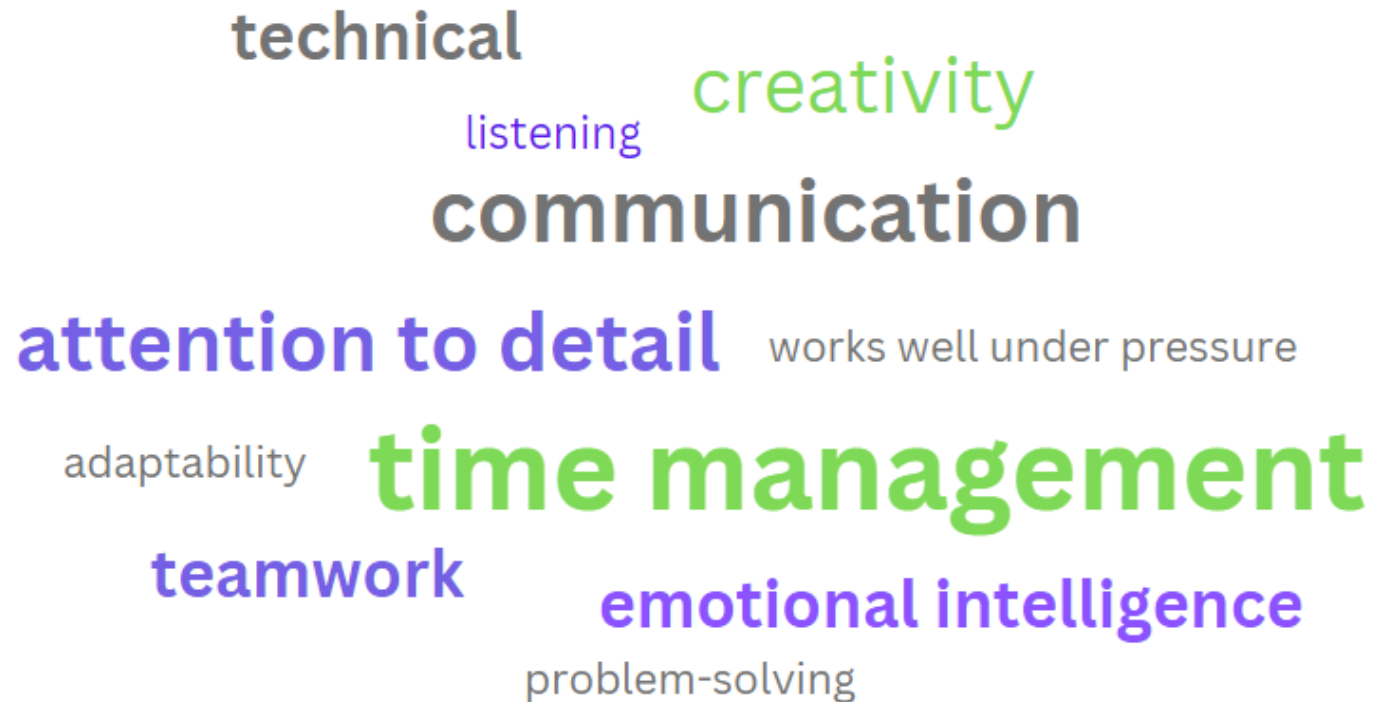 technical
creativity
listening
communication
attention to detail
works well under pressure
adaptability
time management
teamwork
emotional intelligence
problem-solving